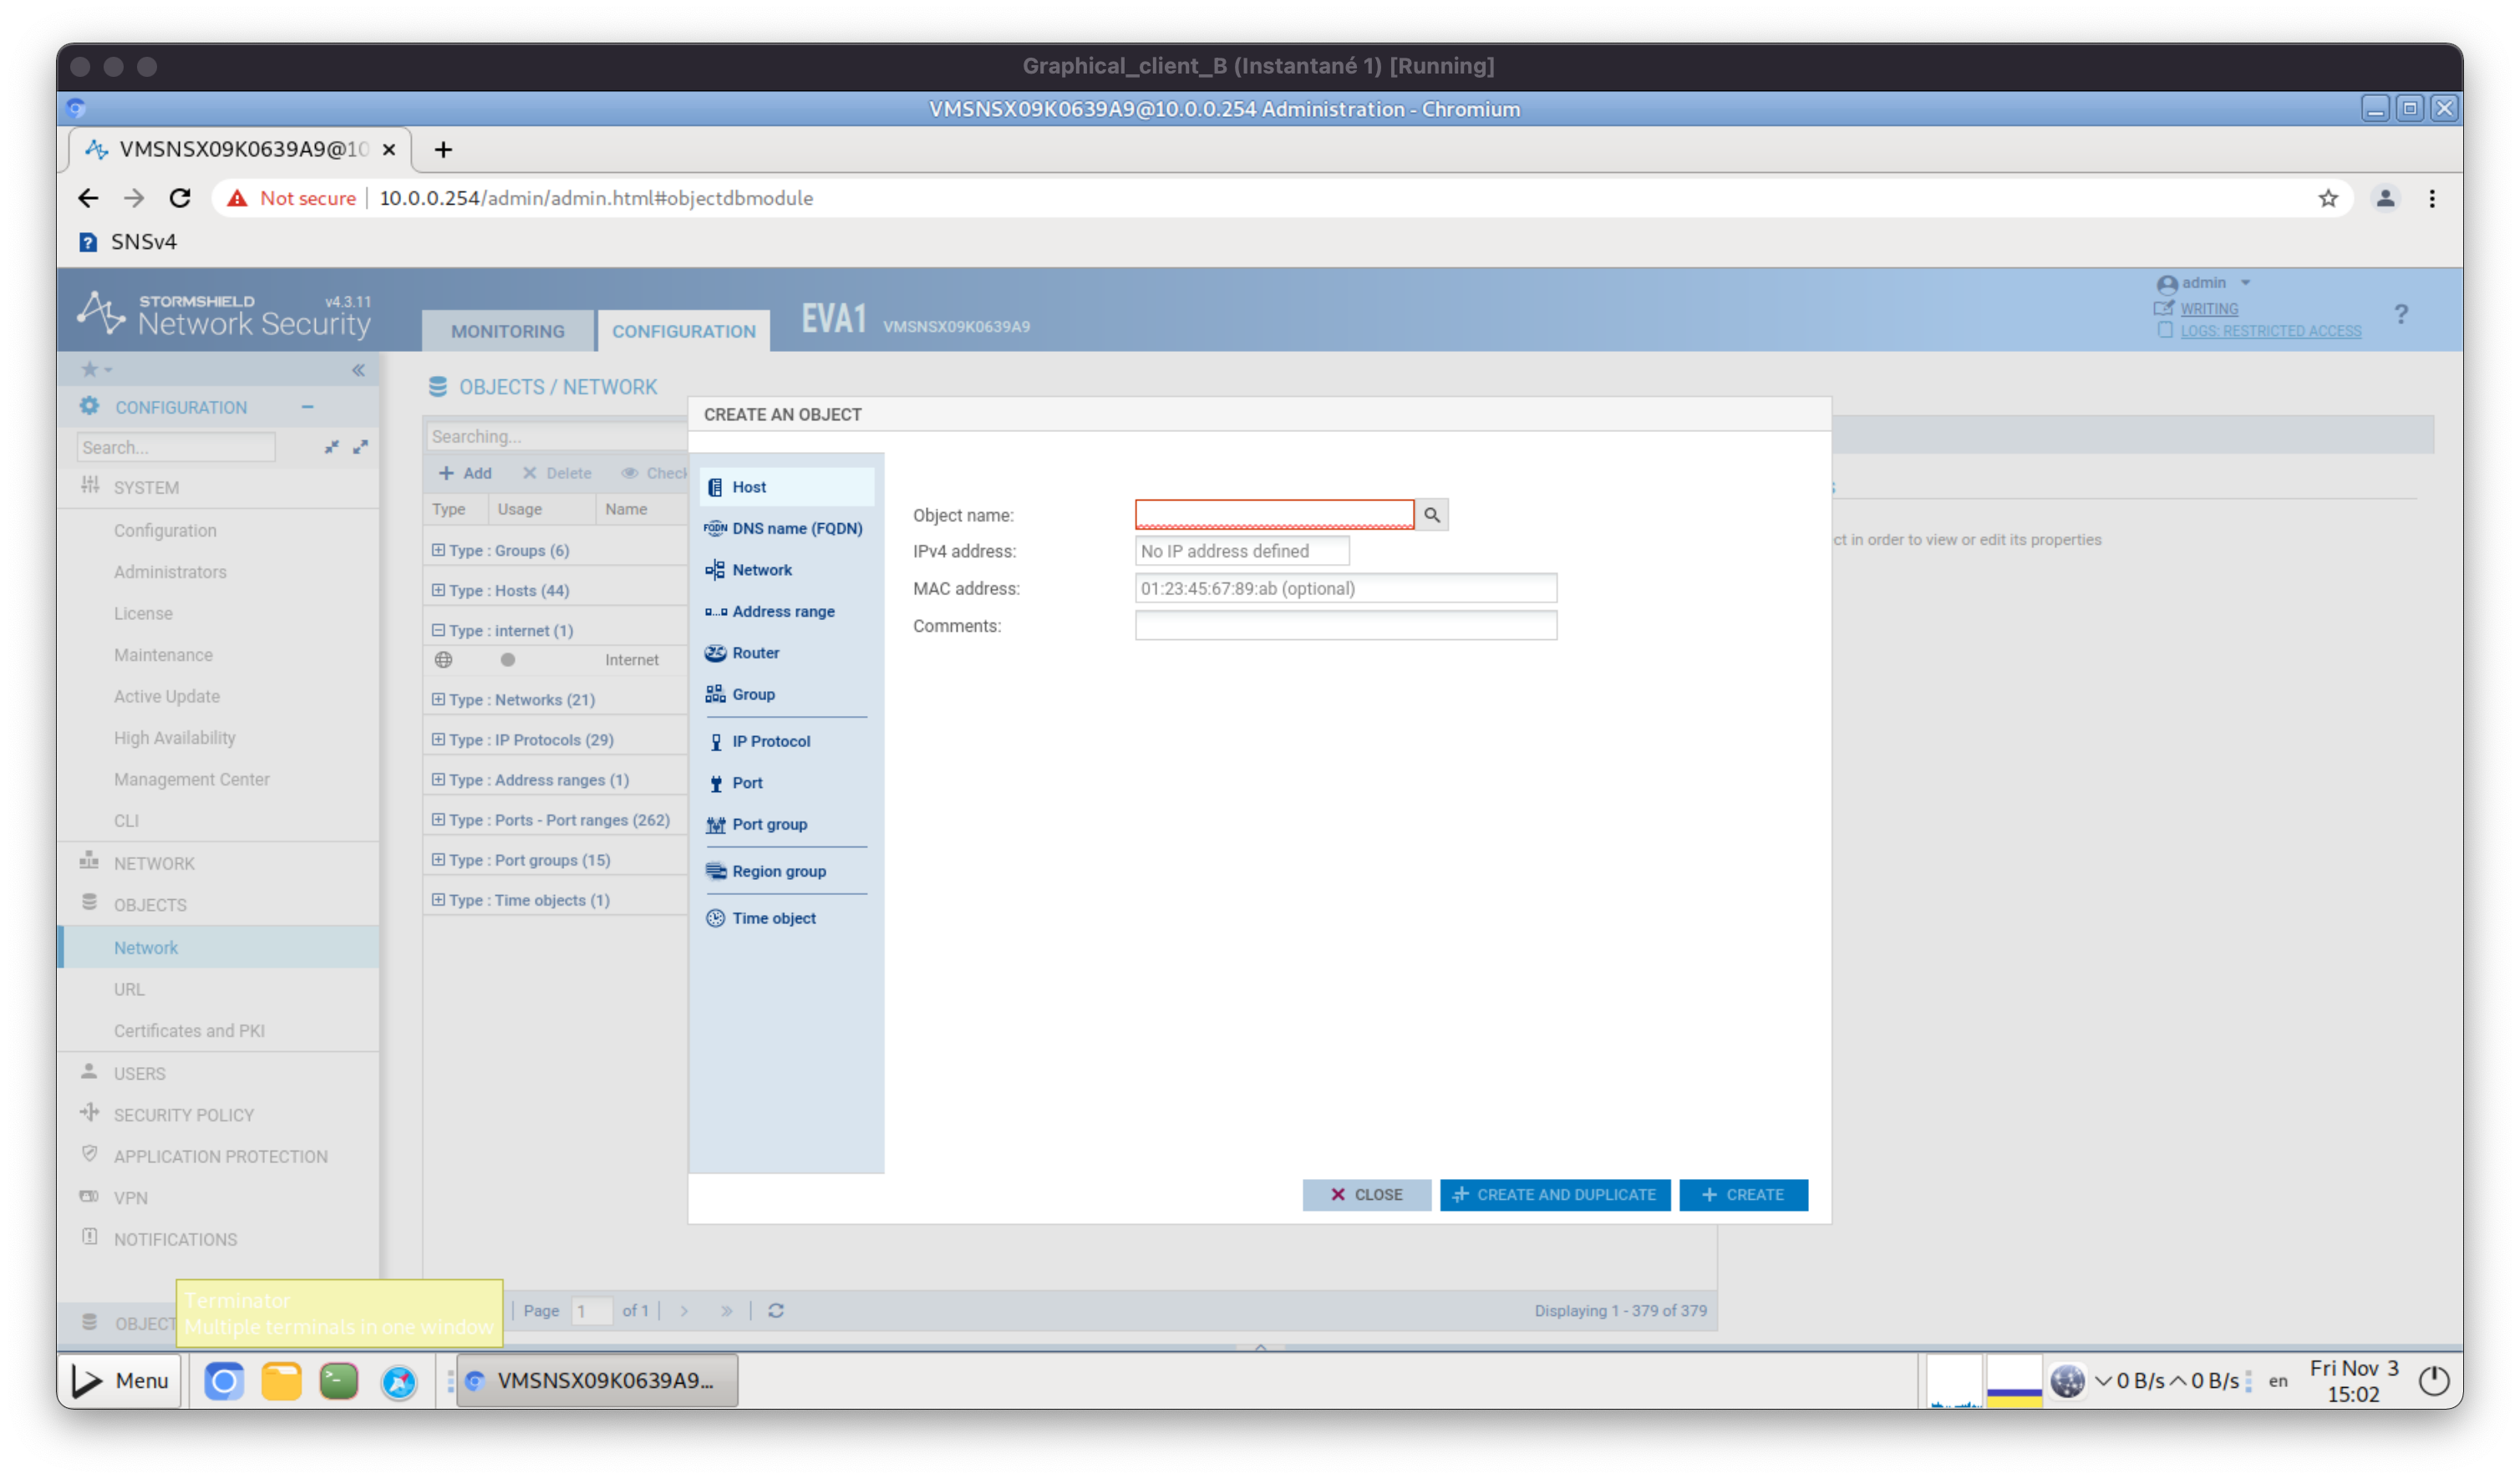 Graphical_client_B (Instantané 1) [Running]
VMSNSX09K0639A9@10.0.0.254 Administration - Chromium
VMSNSX09K0639A9@10
Not secure | 10.0.0.254/admin/admin.html#objectdbmodule
SNSv4
STORMSHIELD v4.3.11
Network Security
MONITORING
CONFIGURATION
EVA1 VMSNSX09K0639A9
admin
WRITING
LOGS: RESTRICTED ACCESS
?
CONFIGURATION
Search...
SYSTEM
Configuration
Administrators
License
Maintenance
Active Update
High Availability
Management Center
CLI
NETWORK
OBJECTS
Network
URL
Certificates and PKI
USERS
SECURITY POLICY
APPLICATION PROTECTION
VPN
NOTIFICATIONS
OBJECT
Terminator
Multiple terminals in one window
OBJECTS / NETWORK
Searching...
+ Add Delete Check
Type Usage Name
Type : Groups (6)
Type : Hosts (44)
Type : internet (1)
Internet
Type : Networks (21)
Type : IP Protocols (29)
Type : Address ranges (1)
Type : Ports - Port ranges (262)
Type : Port groups (15)
Type : Time objects (1)
CREATE AN OBJECT
Host
FQDN DNS name (FQDN)
Network
Address range
Router
Group
IP Protocol
Port
Port group
Region group
Time object
Object name:
IPv4 address: No IP address defined
MAC address: 01:23:45:67:89:ab (optional)
Comments:
CLOSE
CREATE AND DUPLICATE
+ CREATE
ct in order to view or edit its properties
Page 1 of 1
Displaying 1 - 379 of 379
Menu
VMSNSX09K0639A9...
0 B/s 0 B/s
en
Fri Nov 3
15:02